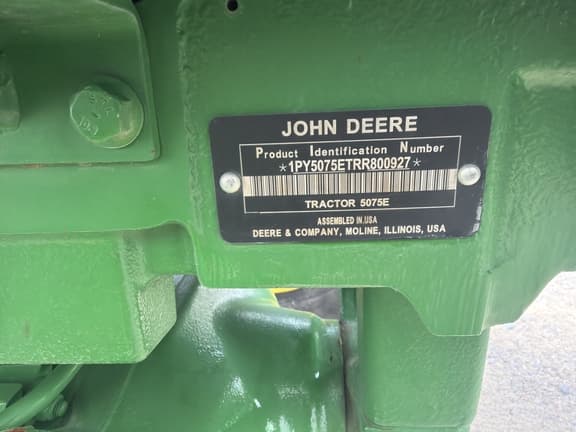 JOHN DEERE
Product Identification Number
*1PY5075ETRR800927*
TRACTOR 5075E
ASSEMBLED IN USA
DEERE & COMPANY, MOLINE, ILLINOIS, USA